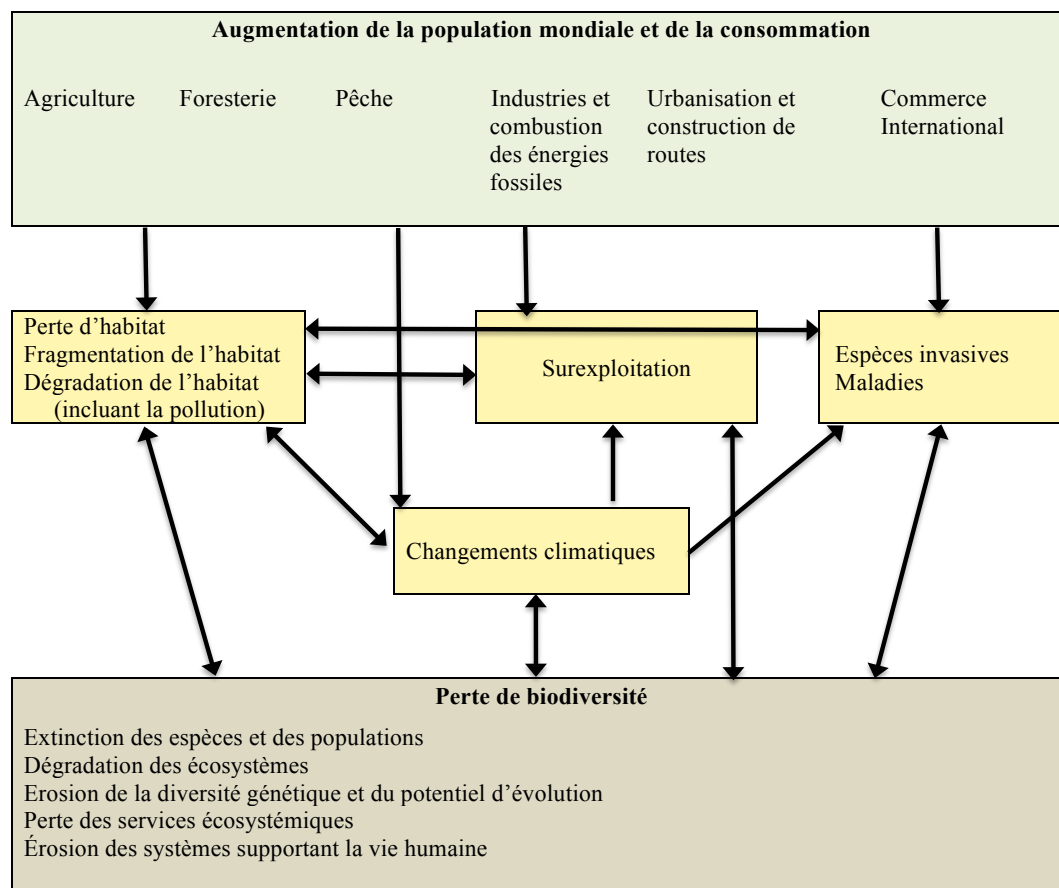 Augmentation de la population mondiale et de la consommation
Agriculture
Foresterie
Pêche
Industries et
combustion
des énergies
fossiles
Urbanisation et
construction de
routes
Commerce
International
Perte d’habitat
Fragmentation de l’habitat
Dégradation de l’habitat
(incluant la pollution)
Surexploitation
Espèces invasives
Maladies
Changements climatiques
Perte de biodiversité
Extinction des espèces et des populations
Dégradation des écosystèmes
Erosion de la diversité génétique et du potentiel d’évolution
Perte des services écosystémiques
Érosion des systèmes supportant la vie humaine